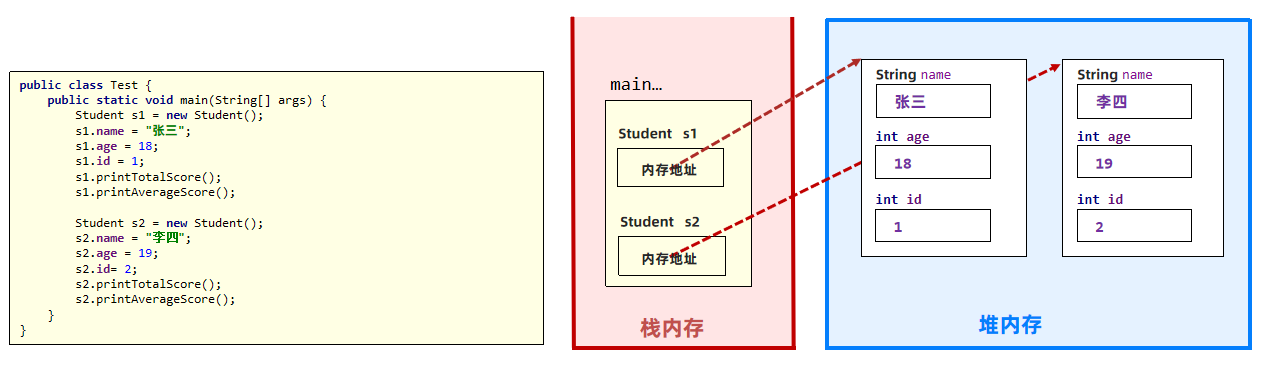 public class Test {
    public static void main(String[] args) {
        Student s1 = new Student();
        s1.name = "张三";
        s1.age = 18;
        s1.id = 1;
        s1.printTotalScore();
        s1.printAverageScore();

        Student s2 = new Student();
        s2.name = "李四";
        s2.age = 19;
        s2.id= 2;
        s2.printTotalScore();
        s2.printAverageScore();
    }
}
main…
Student s1
内存地址
Student s2
内存地址
栈内存
String name
张三
int age
18
int id
1
String name
李四
int age
19
int id
2
堆内存